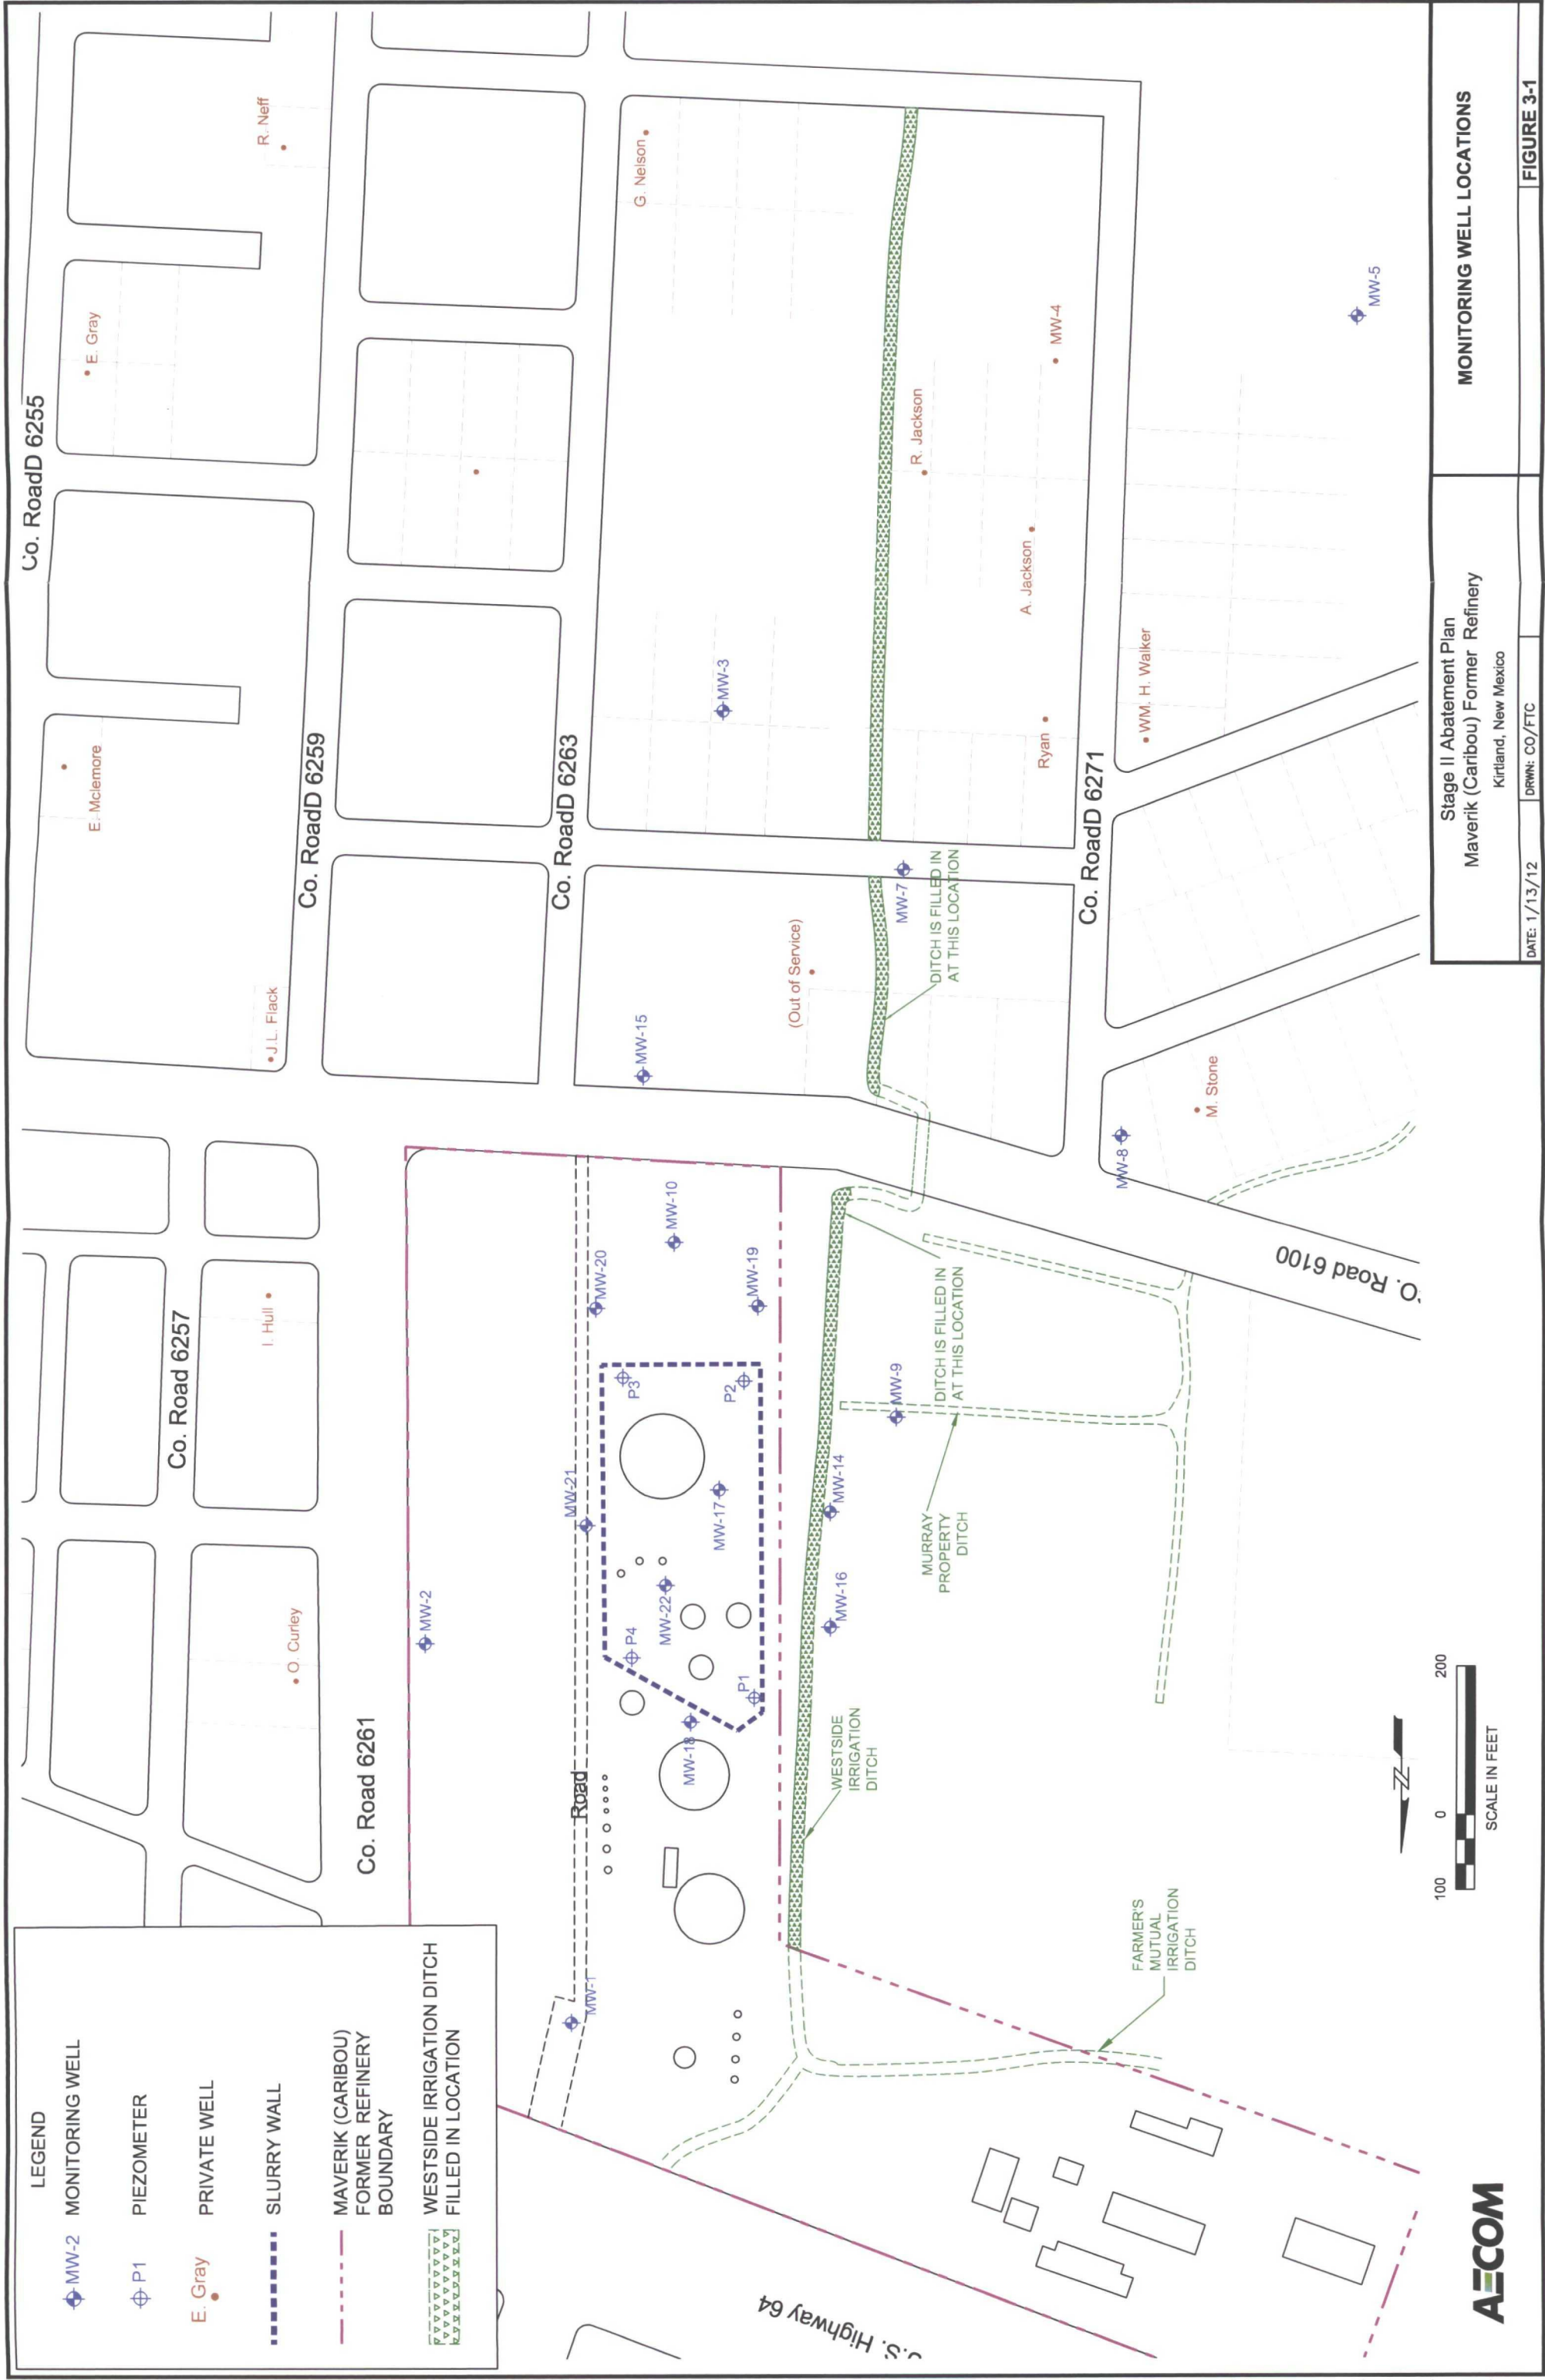 LEGEND
MW-2 MONITORING WELL
P1 PIEZOMETER
E. Gray PRIVATE WELL
SLURRY WALL
MAVERIK (CARIBOU)
FORMER REFINERY
BOUNDARY
WESTSIDE IRRIGATION DITCH
FILLED IN LOCATION
Co. RoadD 6255
E. Gray
R. Neff
E. Mclemore
J.L. Flack
Co. RoadD 6259
Co. Road 6257
I. Hull
O. Curley
Co. Road 6261
Co. RoadD 6263
G. Nelson
MW-3
MW-15
(Out of Service)
MW-7
DITCH IS FILLED IN
AT THIS LOCATION
R. Jackson
MW-4
A. Jackson
Ryan
Co. RoadD 6271
WM. H. Walker
MW-5
M. Stone
MW-8
MW-2
MW-21
MW-20
MW-10
MW-19
P3
P2
MW-17
MW-22
P4
P1
MW-18
Road
MW-1
MW-14
MW-16
MW-9
DITCH IS FILLED IN
AT THIS LOCATION
MURRAY
PROPERTY
DITCH
WESTSIDE
IRRIGATION
DITCH
FARMER'S
MUTUAL
IRRIGATION
DITCH
O. Road 6100
.S. Highway 64
N
100 0 200
SCALE IN FEET
AECOM
Stage II Abatement Plan
Maverik (Caribou) Former Refinery
Kirtland, New Mexico
DATE: 1/13/12 DRWN: CO/FTC
MONITORING WELL LOCATIONS
FIGURE 3-1